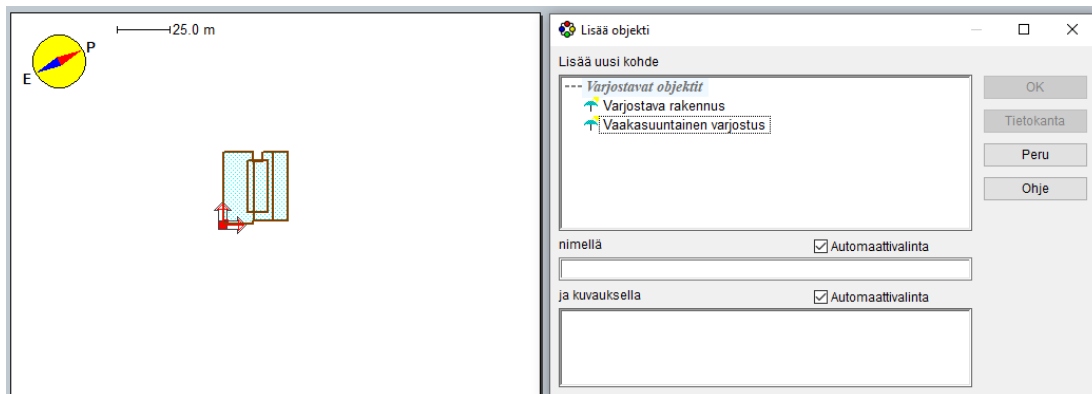 25.0 m
P
E
Lisää objekti
Lisää uusi kohde
Varjostavat objektit
Varjostava rakennus
Vaakasuuntainen varjostus
OK
Tietokanta
Peru
Ohje
nimellä
Automaattivalinta
ja kuvauksella
Automaattivalinta